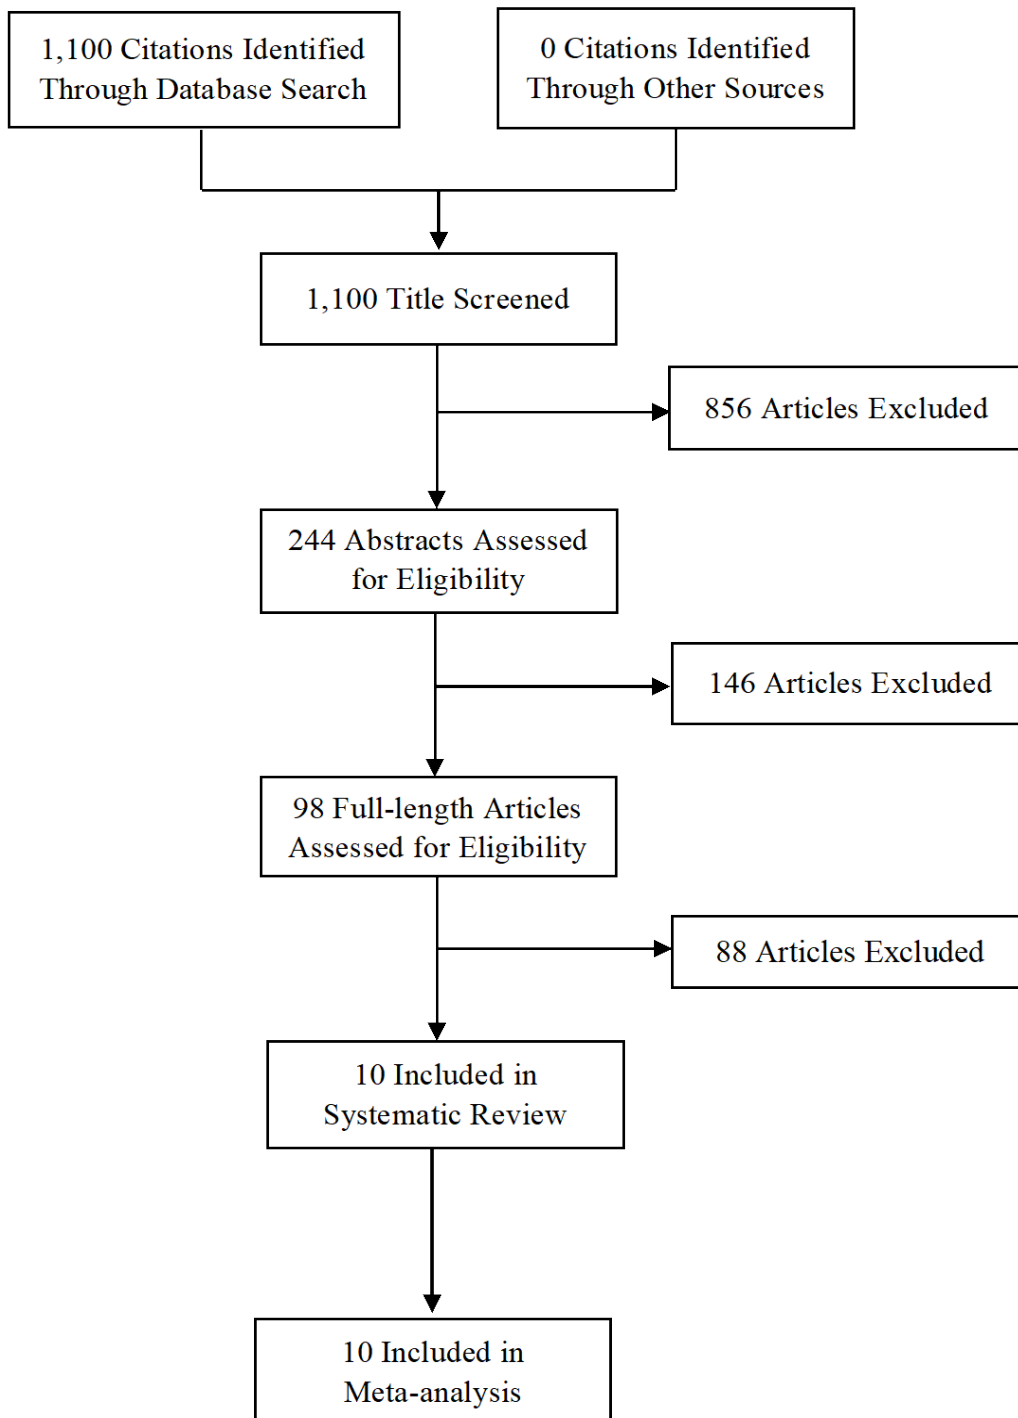 1,100 Citations Identified
Through Database Search
0 Citations Identified
Through Other Sources
1,100 Title Screened
856 Articles Excluded
244 Abstracts Assessed
for Eligibility
146 Articles Excluded
98 Full-length Articles
Assessed for Eligibility
88 Articles Excluded
10 Included in
Systematic Review
10 Included in
Meta-analysis